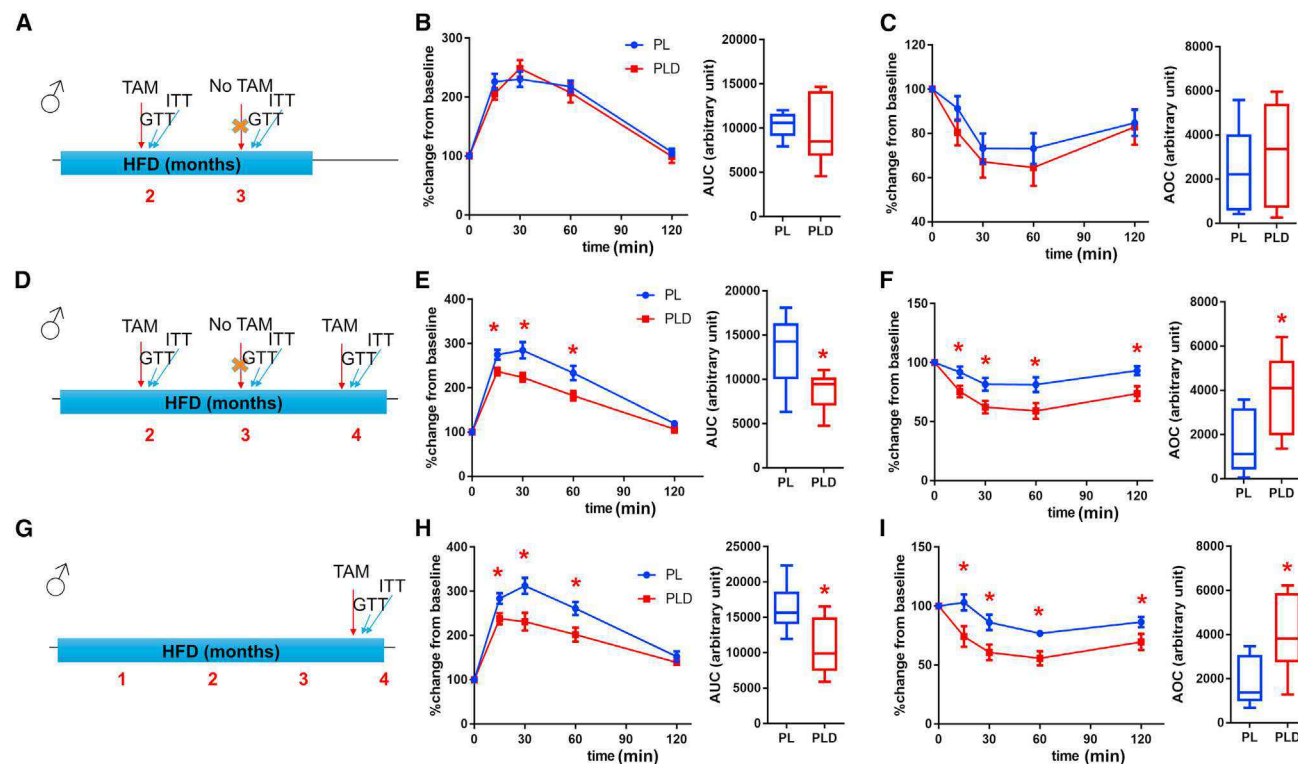 A
♂
TAM
GTT
ITT
No TAM
GTT
ITT
HFD (months)
2
3
B
%change from baseline
300
200
100
0
0
30
60
90
120
time (min)
PL
PLD
AUC (arbitrary unit)
20000
15000
10000
5000
0
PL
PLD
C
%change from baseline
120
100
80
60
40
0
30
60
90
120
time (min)
AOC (arbitrary unit)
8000
6000
4000
2000
0
PL
PLD
D
♂
TAM
GTT
ITT
No TAM
GTT
ITT
TAM
GTT
ITT
HFD (months)
2
3
4
E
%change from baseline
400
300
200
100
0
0
30
60
90
120
time (min)
* * *
PL
PLD
AUC (arbitrary unit)
20000
15000
10000
5000
0
*
PL
PLD
F
%change from baseline
150
100
50
0
0
30
60
90
120
time (min)
* * * *
AOC (arbitrary unit)
8000
6000
4000
2000
0
*
PL
PLD
G
♂
TAM
GTT
ITT
HFD (months)
1
2
3
4
H
%change from baseline
400
300
200
100
0
0
30
60
90
120
time (min)
* * *
PL
PLD
AUC (arbitrary unit)
25000
20000
15000
10000
5000
0
*
PL
PLD
I
%change from baseline
150
100
50
0
0
30
60
90
120
time (min)
* * * *
AOC (arbitrary unit)
8000
6000
4000
2000
0
*
PL
PLD